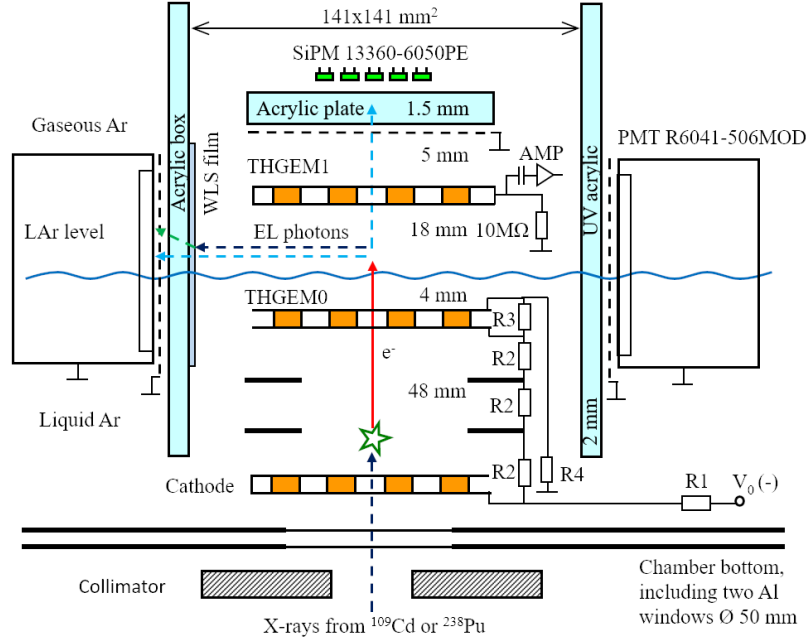 141x141 mm²
SiPM 13360-6050PE
Acrylic plate 1.5 mm
Gaseous Ar
Acrylic box
WLS film
5 mm
AMP
PMT R6041-506MOD
THGEM1
UV acrylic
LAr level
EL photons
18 mm
10MΩ
THGEM0
4 mm
R3
e⁻
R2
48 mm
R2
Liquid Ar
2 mm
Cathode
R2
R4
R1
V₀ (-)
Collimator
Chamber bottom,
including two Al
windows Ø 50 mm
X-rays from ¹⁰⁹Cd or ²³⁸Pu